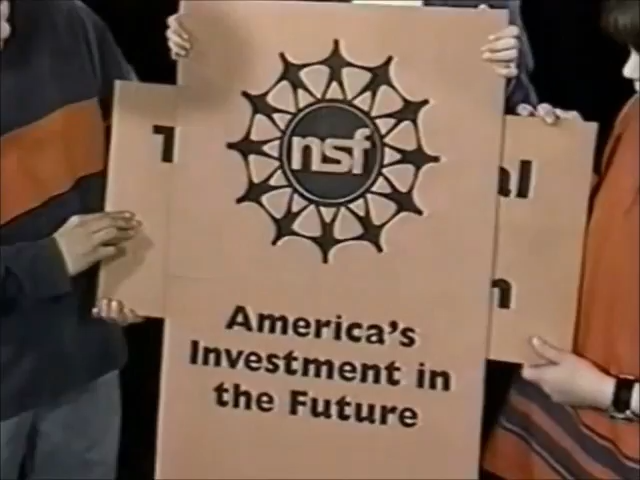 nsf
America's
Investment in
the Future